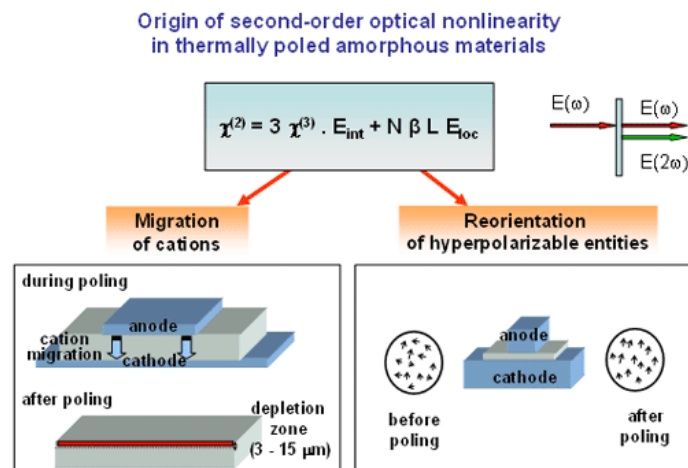 Origin of second-order optical nonlinearity
in thermally poled amorphous materials
χ⁽²⁾ = 3 χ⁽³⁾ . E_int + N β L E_loc
E(ω)
E(ω)
E(2ω)
Migration
of cations
Reorientation
of hyperpolarizable entities
during poling
anode
cation
migration
cathode
after poling
depletion
zone
(3 - 15 µm)
anode
cathode
before
poling
after
poling